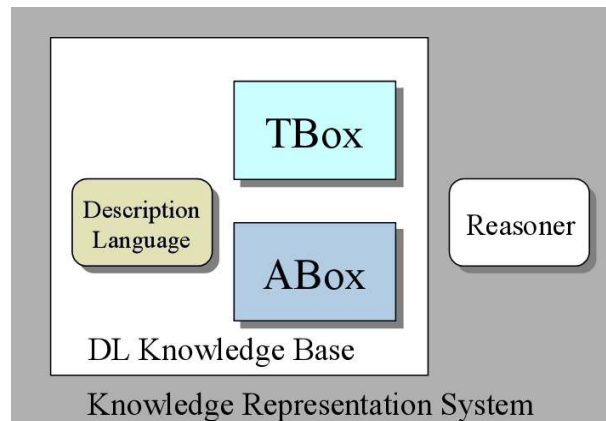 TBox
Description
Language
Reasoner
ABox
DL Knowledge Base
Knowledge Representation System